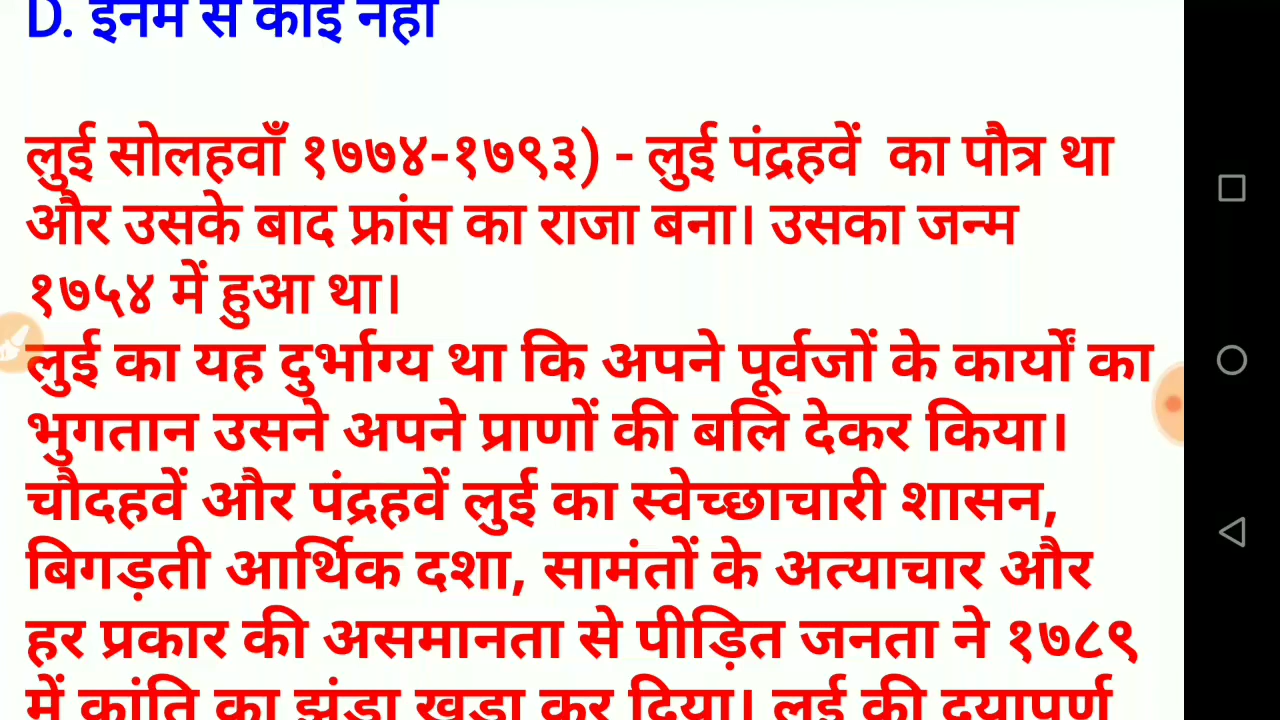 D. इनमें से कोई नहीं
लुई सोलहवाँ १७७४-१७९३) - लुई पंद्रहवें का पौत्र था
और उसके बाद फ्रांस का राजा बना। उसका जन्म
१७५४ में हुआ था।
लुई का यह दुर्भाग्य था कि अपने पूर्वजों के कार्यों का
भुगतान उसने अपने प्राणों की बलि देकर किया।
चौदहवें और पंद्रहवें लुई का स्वेच्छाचारी शासन,
बिगड़ती आर्थिक दशा, सामंतों के अत्याचार और
हर प्रकार की असमानता से पीड़ित जनता ने १७८९
में क्रांति का झंडा खड़ा कर दिया। लुई की दयापूर्ण